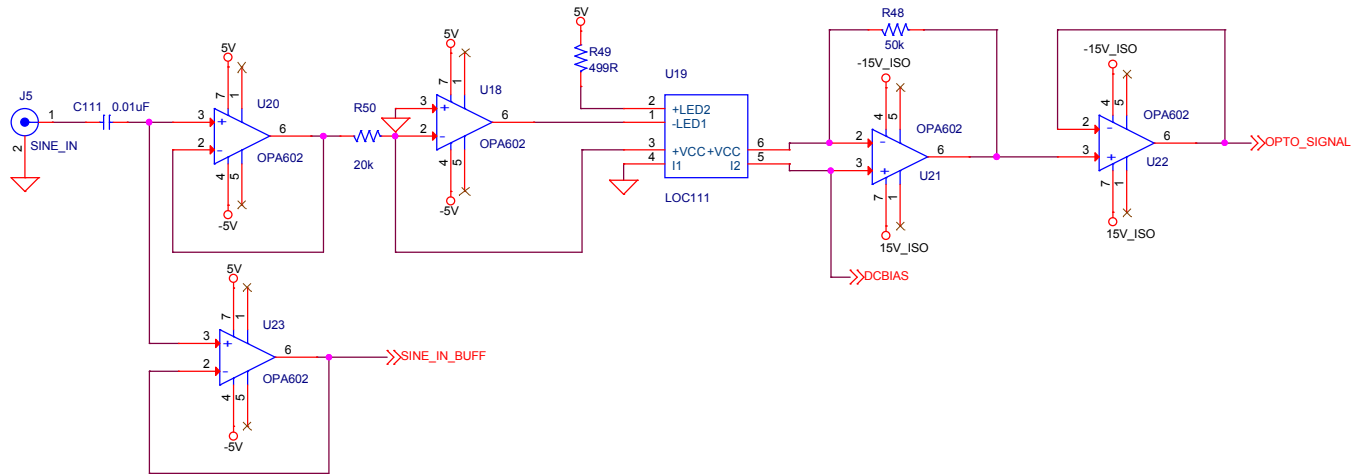 J5
1
2
SINE_IN
C111 0.01uF
5V
7
1
3
+
2
-
6
4
5
U20
OPA602
-5V
R50
20k
5V
7
1
3
+
2
-
6
4
5
U18
OPA602
-5V
5V
R49
499R
U19
2
+LED2
1
-LED1
3
+VCC
+VCC
6
4
I1
I2
5
LOC111
R48
50k
-15V_ISO
4
5
OPA602
2
-
3
+
6
7
1
U21
15V_ISO
DCBIAS
-15V_ISO
4
5
OPA602
2
-
3
+
6
7
1
U22
15V_ISO
OPTO_SIGNAL
5V
7
1
U23
3
+
2
-
6
4
5
OPA602
-5V
SINE_IN_BUFF